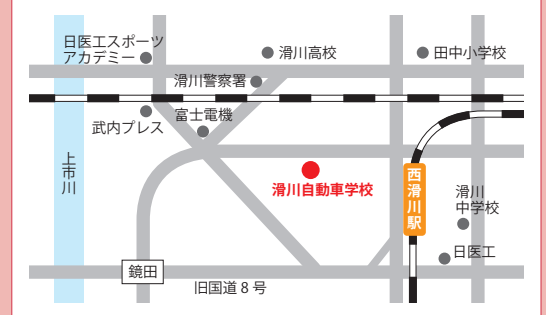 日医工スポーツ
アカデミー
滑川高校
田中小学校
滑川警察署
武内プレス
富士電機
上市川
滑川自動車学校
西滑川駅
滑川
中学校
日医工
鏡田
旧国道8号